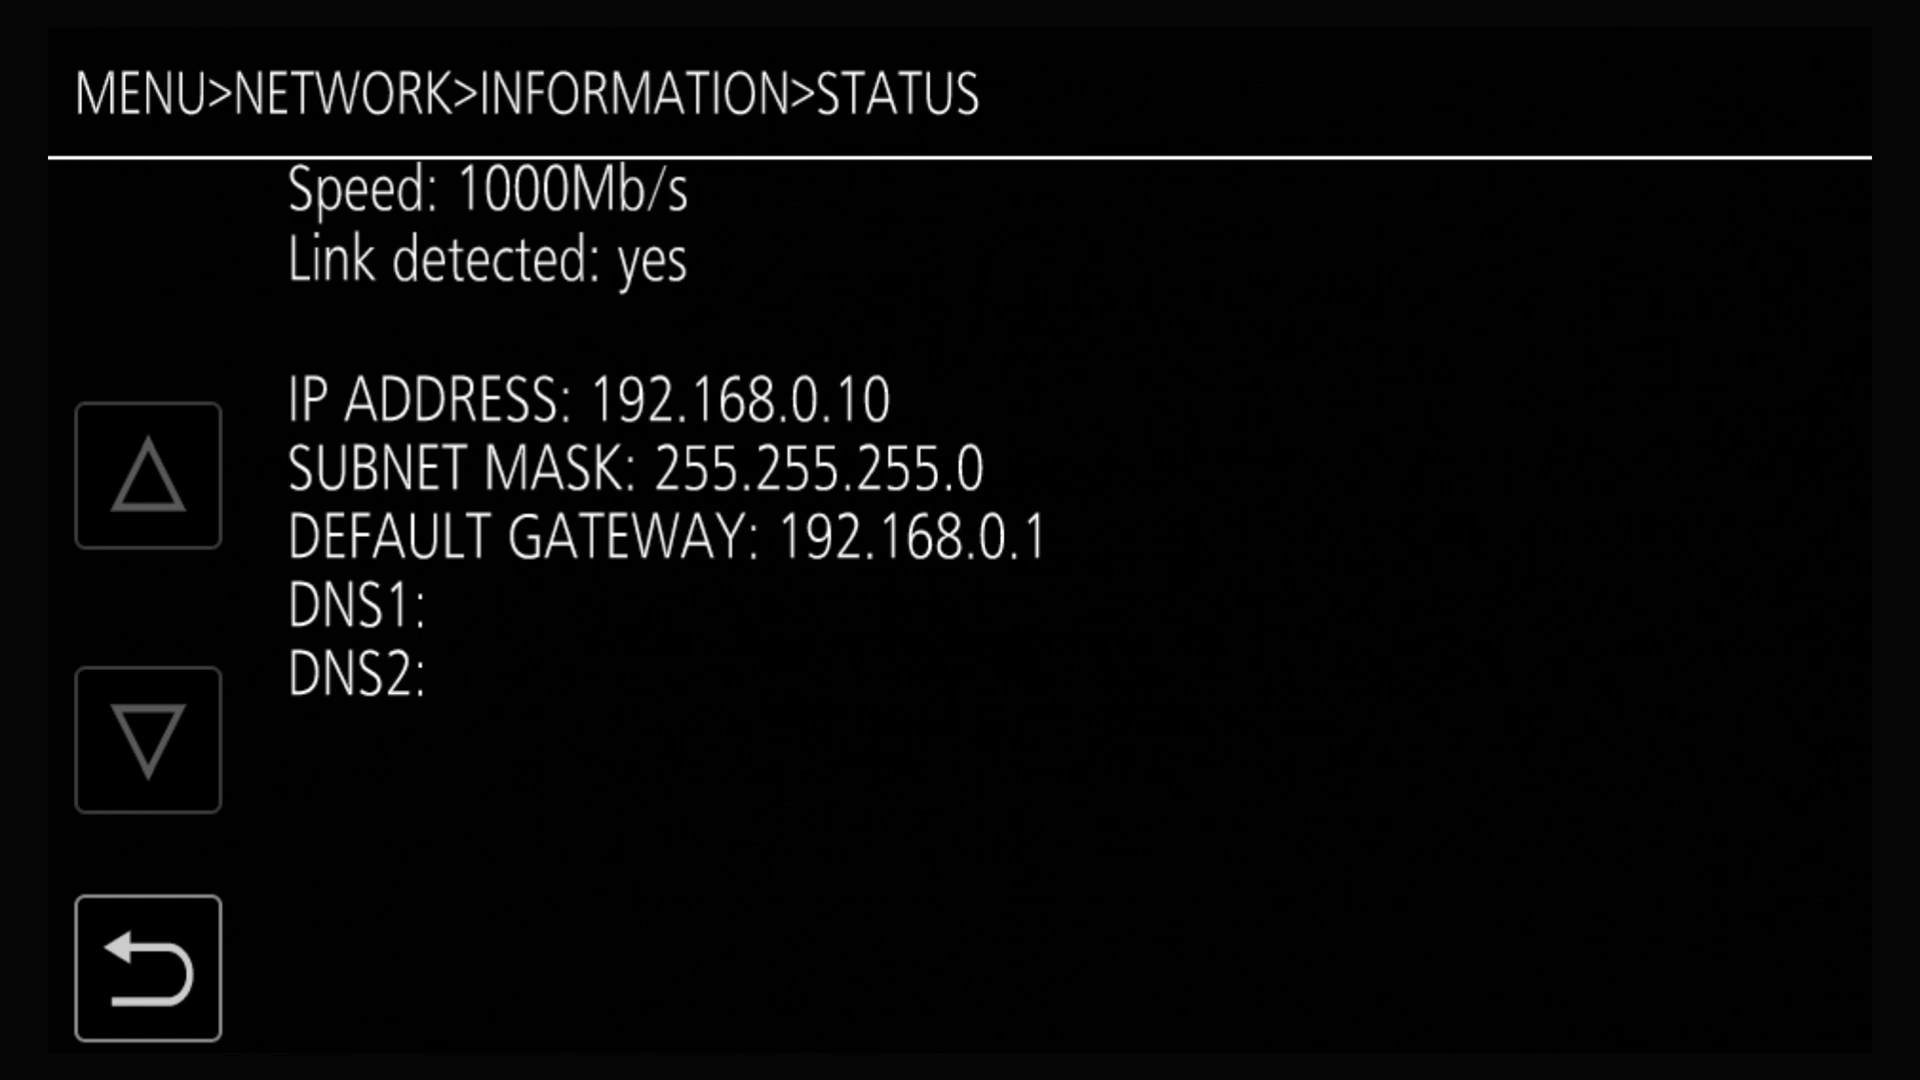 MENU>NETWORK>INFORMATION>STATUS
Speed: 1000Mb/s
Link detected: yes
IP ADDRESS: 192.168.0.10
SUBNET MASK: 255.255.255.0
DEFAULT GATEWAY: 192.168.0.1
DNS1:
DNS2: